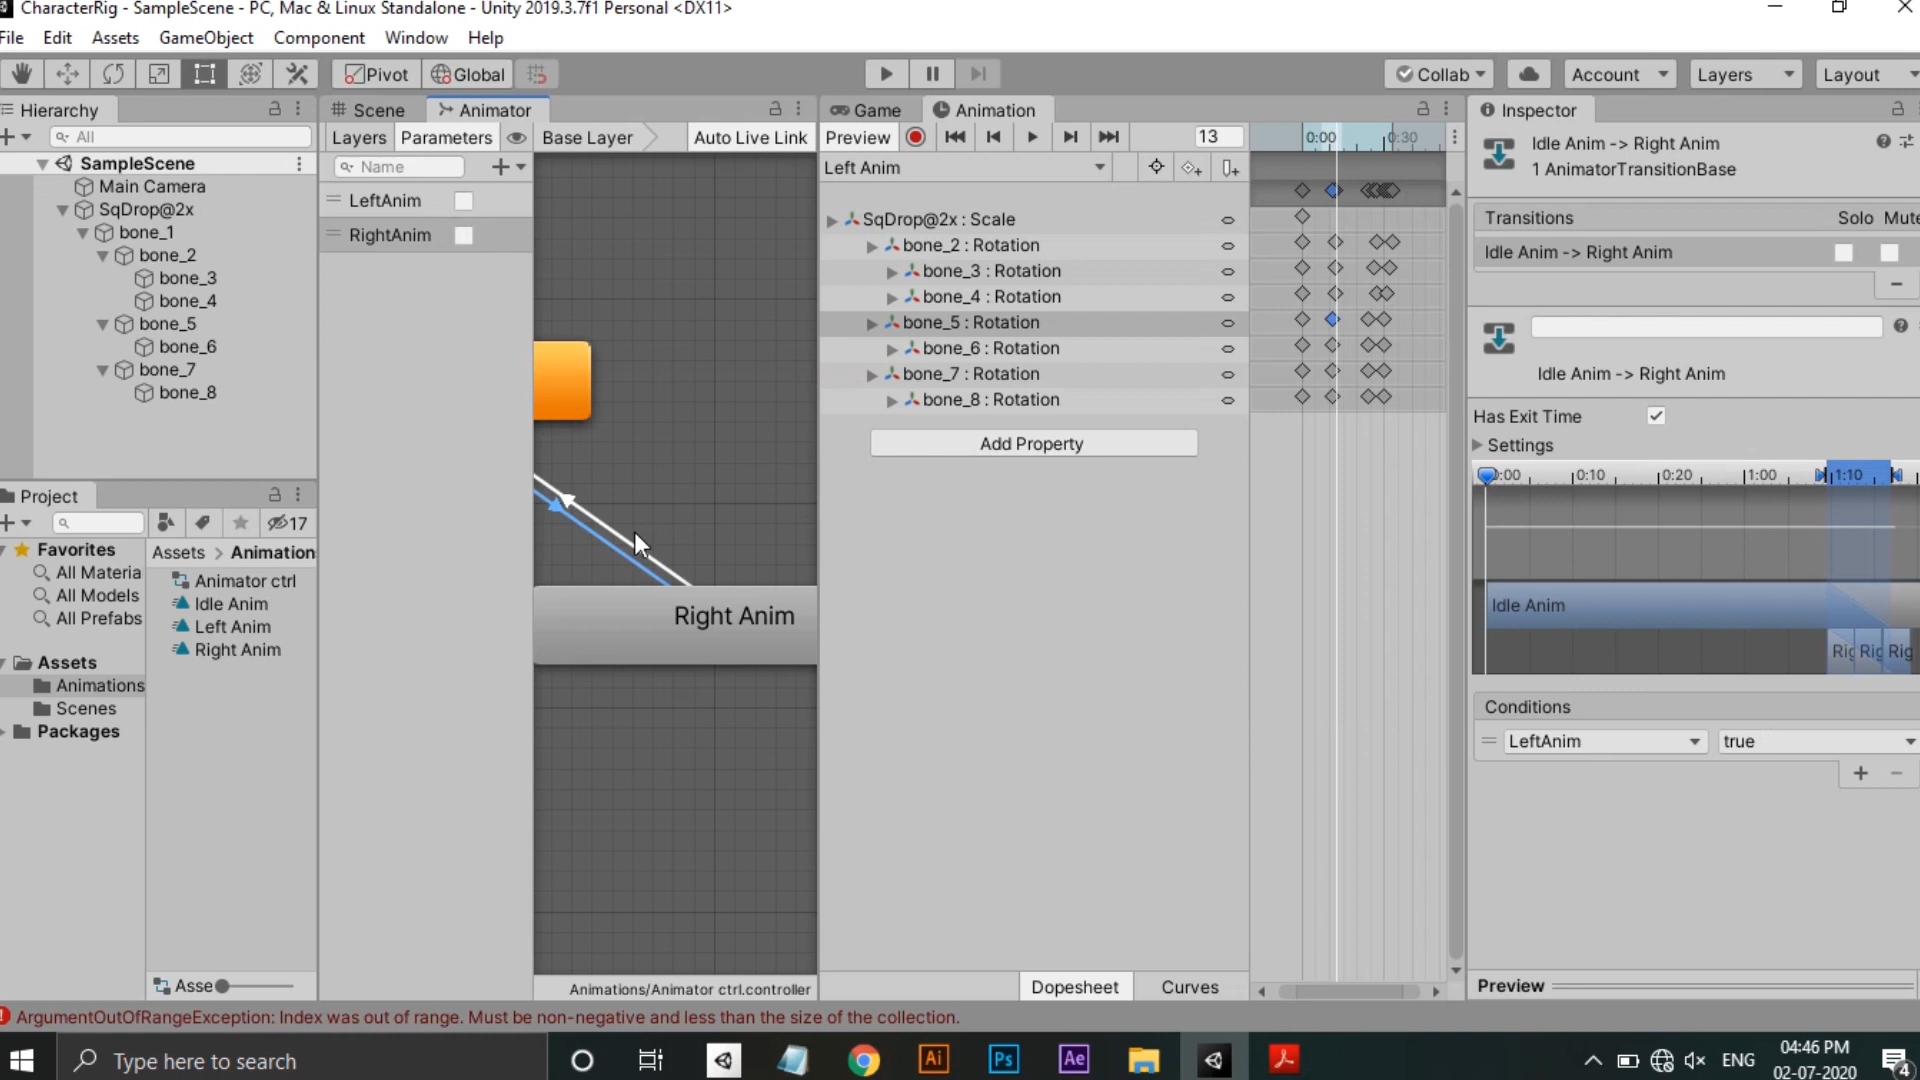 CharacterRig - SampleScene - PC, Mac & Linux Standalone - Unity 2019.3.7f1 Personal <DX11>
File Edit Assets GameObject Component Window Help
Pivot Global Collab Account Layers Layout
Hierarchy
All
SampleScene
Main Camera
SqDrop@2x
bone_1
bone_2
bone_3
bone_4
bone_5
bone_6
bone_7
bone_8
Project
17
Favorites
All Materia
All Models
All Prefabs
Assets
Animations
Scenes
Packages
Assets > Animation
Animator ctrl
Idle Anim
Left Anim
Right Anim
Asse
Scene Animator
Layers Parameters Base Layer Auto Live Link
Name
LeftAnim
RightAnim
Right Anim
Animations/Animator ctrl.controller
Game Animation
Preview 13 0:00 0:30
Left Anim
SqDrop@2x : Scale
bone_2 : Rotation
bone_3 : Rotation
bone_4 : Rotation
bone_5 : Rotation
bone_6 : Rotation
bone_7 : Rotation
bone_8 : Rotation
Add Property
Dopesheet Curves
Inspector
Idle Anim -> Right Anim
1 AnimatorTransitionBase
Transitions Solo Mute
Idle Anim -> Right Anim
Idle Anim -> Right Anim
Has Exit Time
Settings
0:00 0:10 0:20 1:00 1:10
Idle Anim
Rig Rig Rig
Conditions
LeftAnim true
Preview
ArgumentOutOfRangeException: Index was out of range. Must be non-negative and less than the size of the collection.
Type here to search
Ai Ps Ae
ENG
04:46 PM
02-07-2020
4